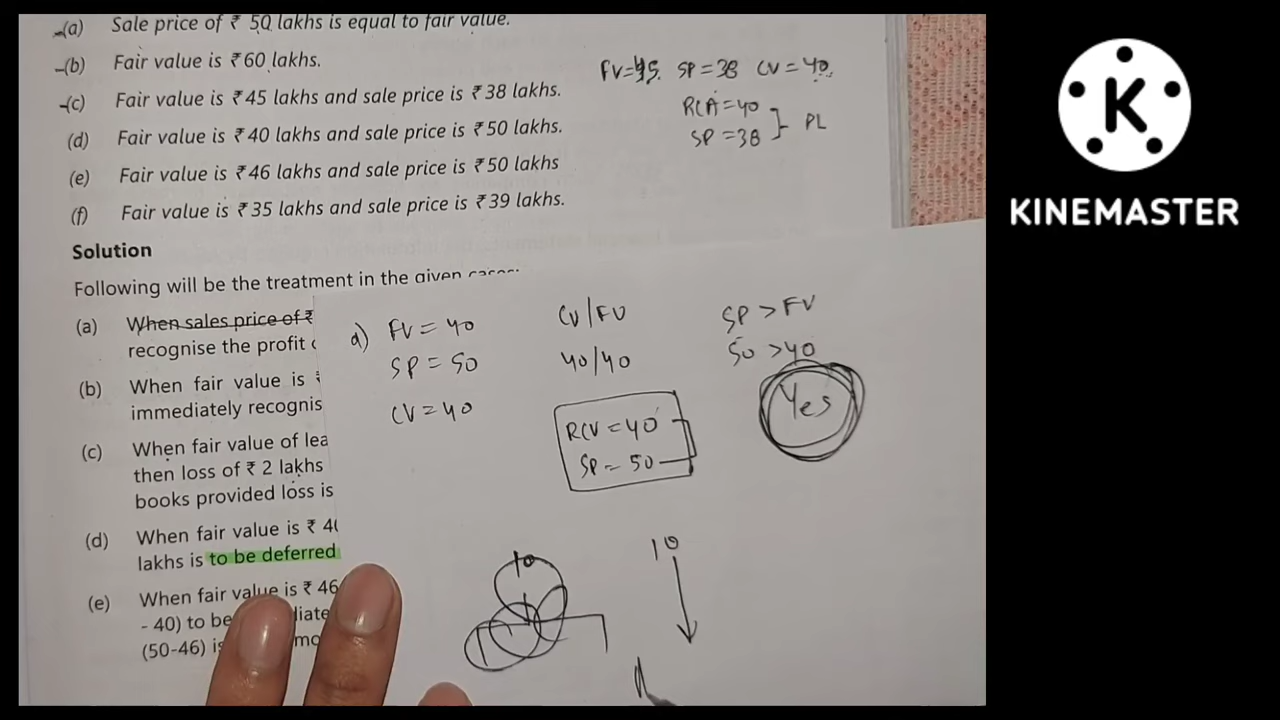 (a) Sale price of ₹ 50 lakhs is equal to fair value.
(b) Fair value is ₹60 lakhs.
(c) Fair value is ₹45 lakhs and sale price is ₹38 lakhs.
(d) Fair value is ₹40 lakhs and sale price is ₹50 lakhs.
(e) Fair value is ₹46 lakhs and sale price is ₹50 lakhs
(f) Fair value is ₹35 lakhs and sale price is ₹39 lakhs.
FV=45. SP=38 CV=40
RCA=40
SP=38 PL
Solution
Following will be the treatment in the given cases:
(a) When sales price of ₹
recognise the profit
(b) When fair value is ₹
immediately recognis
(c) When fair value of lea
then loss of ₹2 lakhs
books provided loss is
(d) When fair value is ₹
lakhs is to be deferred
(e) When fair value is ₹46
- 40) to be
(50-46) is
d) FV = 40 CV/FV SP > FV
SP = 50 40/40 50 > 40
CV = 40 RCV = 40 Yes
SP = 50
10 10
K
KINEMASTER